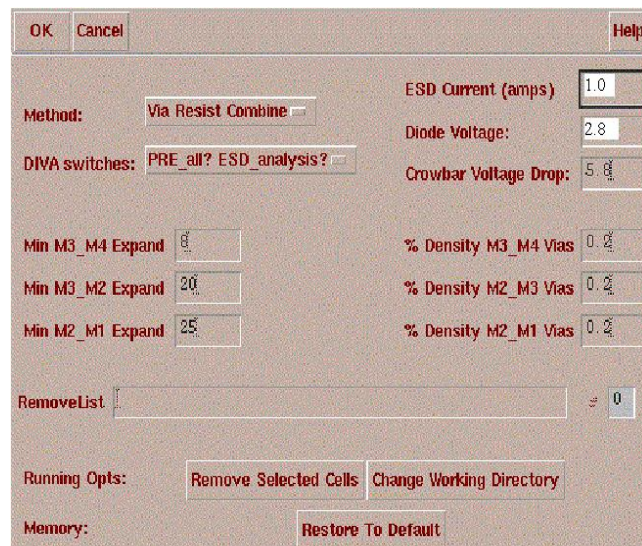 OK Cancel Help
ESD Current (amps) 1.0
Method: Via Resist Combine
Diode Voltage: 2.8
DIVA switches: PRE_all? ESD_analysis?
Crowbar Voltage Drop: 5.8
Min M3_M4 Expand 8 % Density M3_M4 Vias 0.2
Min M3_M2 Expand 20 % Density M2_M3 Vias 0.2
Min M2_M1 Expand 25 % Density M2_M1 Vias 0.2
RemoveList 0
Running Opts: Remove Selected Cells Change Working Directory
Memory: Restore To Default